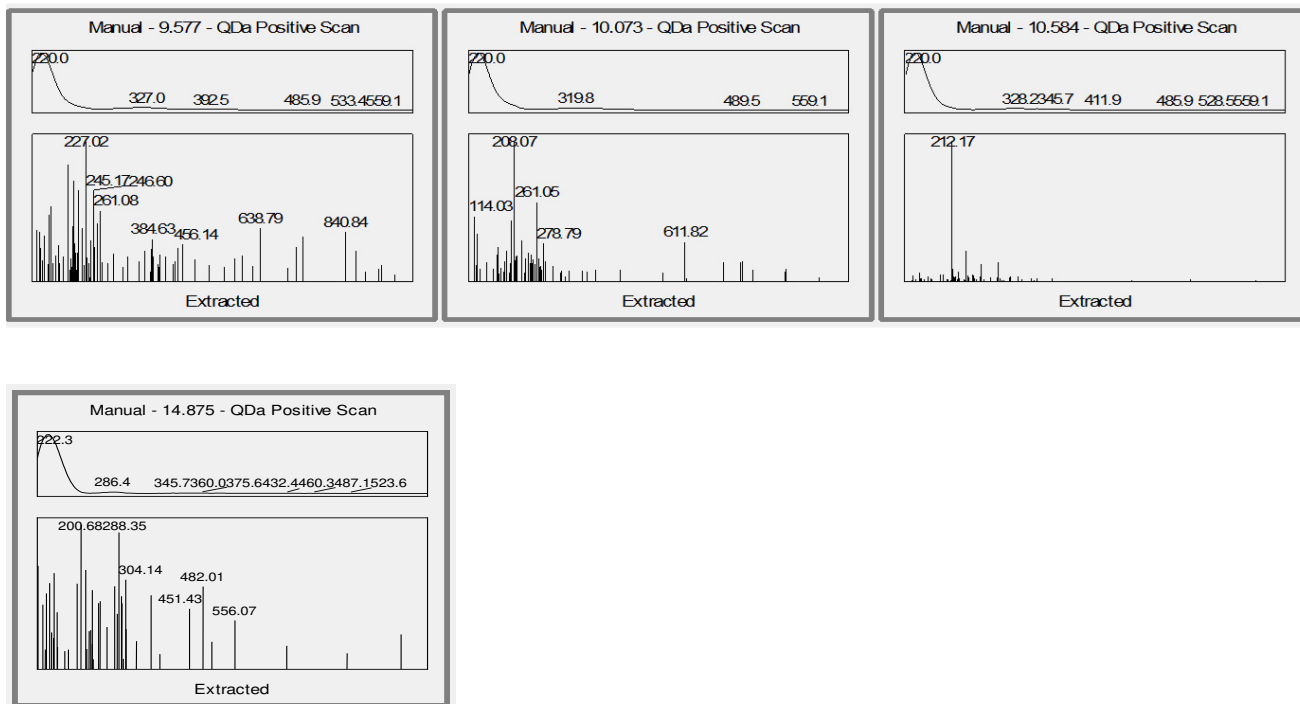 Manual - 9.577 - QDa Positive Scan
220.0
327.0 392.5 485.9 533.4559.1
227.02
245.17 246.60
261.08
384.63 456.14 638.79 840.84
Extracted
Manual - 10.073 - QDa Positive Scan
220.0
319.8 489.5 559.1
208.07
114.03 261.05
278.79 611.82
Extracted
Manual - 10.584 - QDa Positive Scan
220.0
328.2345.7 411.9 485.9 528.5559.1
212.17
Extracted
Manual - 14.875 - QDa Positive Scan
222.3
286.4 345.7360.0375.6432.4460.3487.1523.6
200.68288.35
304.14 482.01
451.43 556.07
Extracted